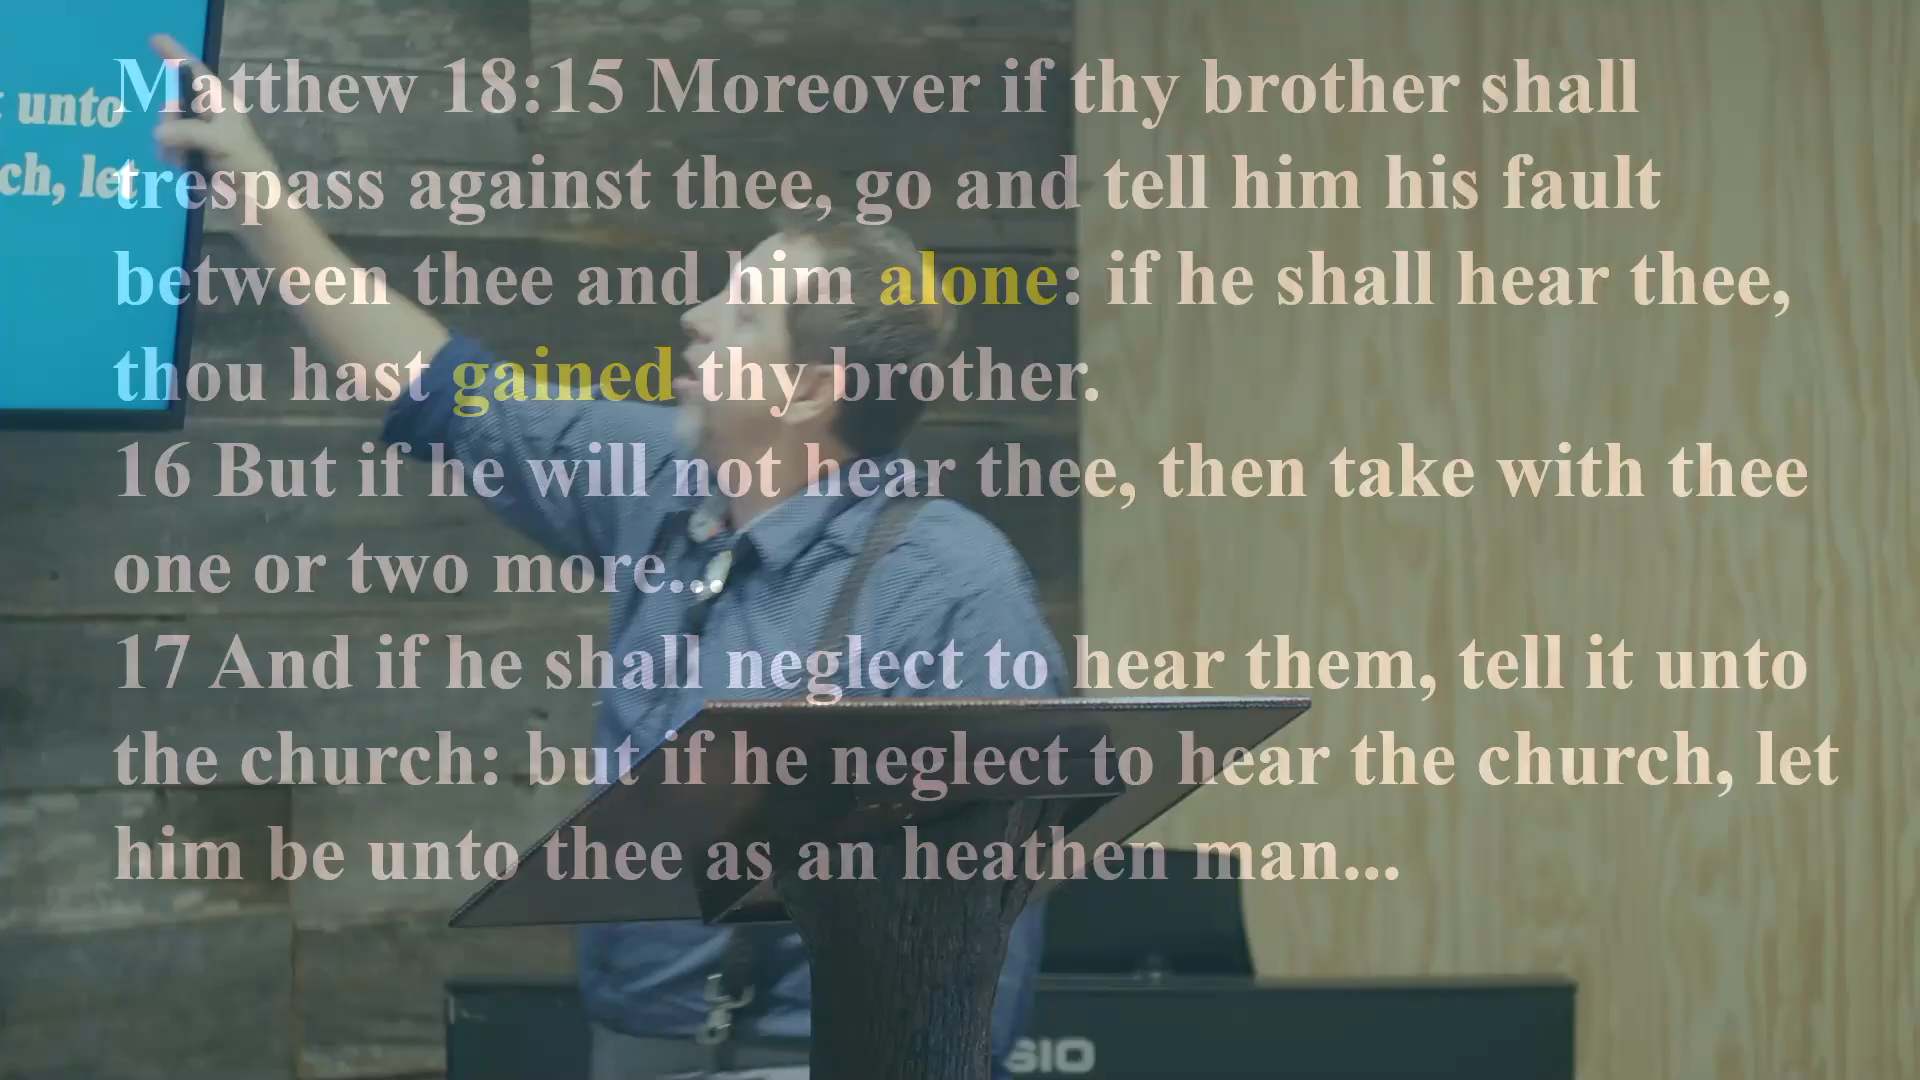 Matthew 18:15 Moreover if thy brother shall
trespass against thee, go and tell him his fault
between thee and him alone: if he shall hear thee,
thou hast gained thy brother.
16 But if he will not hear thee, then take with thee
one or two more...
17 And if he shall neglect to hear them, tell it unto
the church: but if he neglect to hear the church, let
him be unto thee as an heathen man...
unto
ch, let
SIO